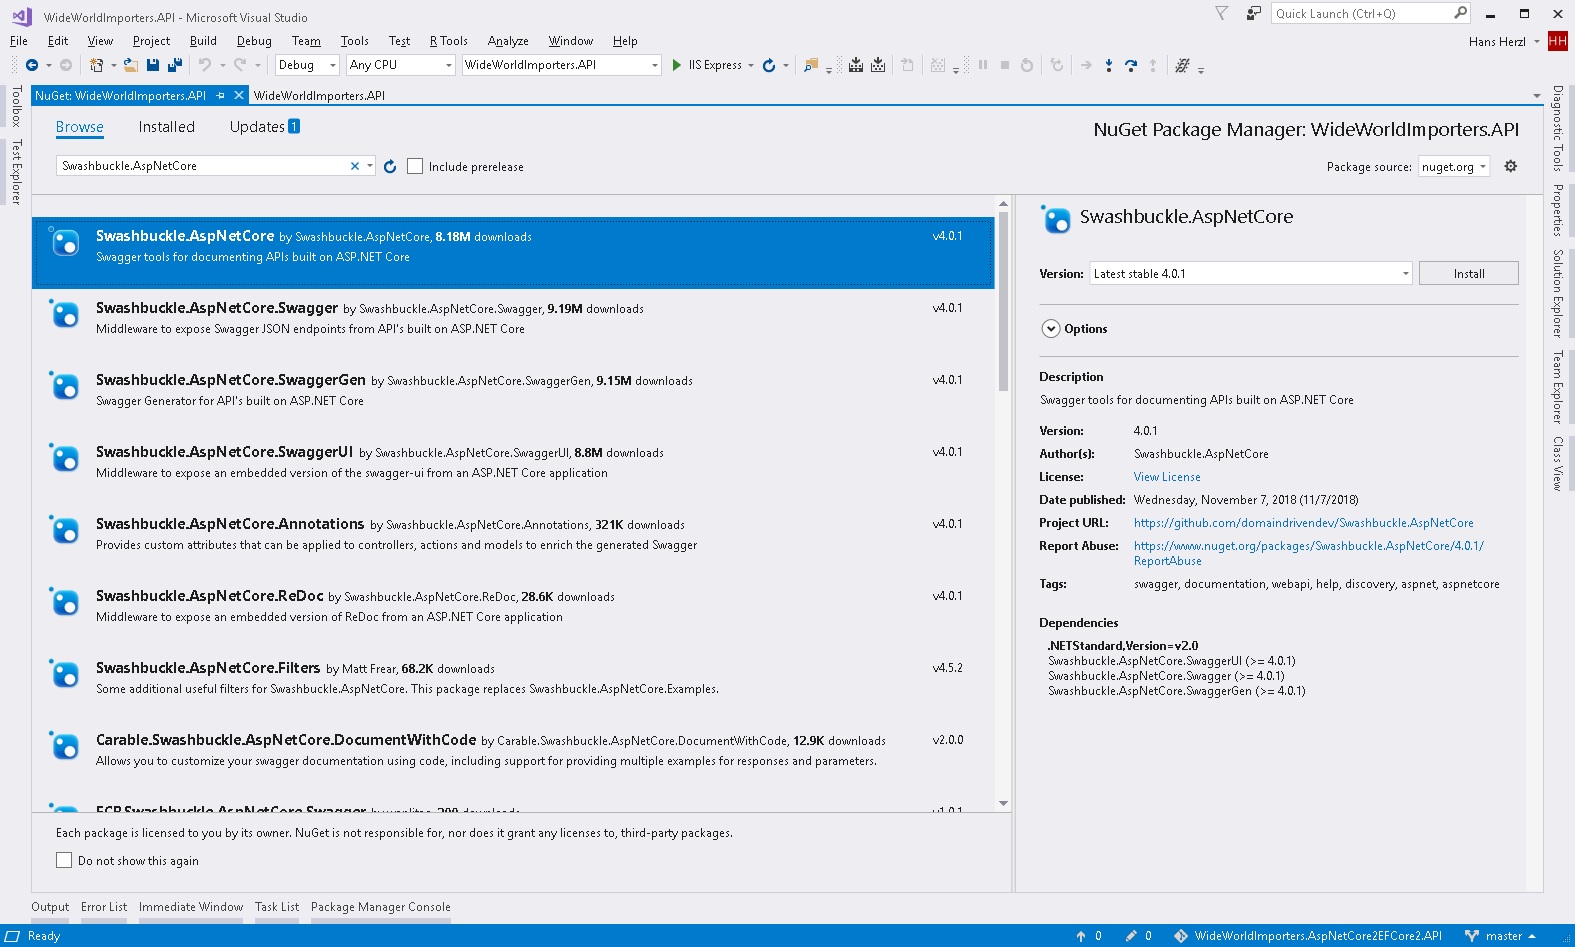 WideWorldImporters.API - Microsoft Visual Studio
Quick Launch (Ctrl+Q)
File Edit View Project Build Debug Team Tools Test R Tools Analyze Window Help
Hans Herzl HH
Debug Any CPU WideWorldImporters.API IIS Express
NuGet: WideWorldImporters.API WideWorldImporters.API
Toolbox
Test Explorer
Browse Installed Updates 1
NuGet Package Manager: WideWorldImporters.API
Swashbuckle.AspNetCore Include prerelease
Package source: nuget.org
Swashbuckle.AspNetCore by Swashbuckle.AspNetCore, 8.18M downloads v4.0.1
Swagger tools for documenting APIs built on ASP.NET Core
Swashbuckle.AspNetCore.Swagger by Swashbuckle.AspNetCore.Swagger, 9.19M downloads v4.0.1
Middleware to expose Swagger JSON endpoints from API's built on ASP.NET Core
Swashbuckle.AspNetCore.SwaggerGen by Swashbuckle.AspNetCore.SwaggerGen, 9.15M downloads v4.0.1
Swagger Generator for API's built on ASP.NET Core
Swashbuckle.AspNetCore.SwaggerUI by Swashbuckle.AspNetCore.SwaggerUI, 8.8M downloads v4.0.1
Middleware to expose an embedded version of the swagger-ui from an ASP.NET Core application
Swashbuckle.AspNetCore.Annotations by Swashbuckle.AspNetCore.Annotations, 321K downloads v4.0.1
Provides custom attributes that can be applied to controllers, actions and models to enrich the generated Swagger
Swashbuckle.AspNetCore.ReDoc by Swashbuckle.AspNetCore.ReDoc, 28.6K downloads v4.0.1
Middleware to expose an embedded version of ReDoc from an ASP.NET Core application
Swashbuckle.AspNetCore.Filters by Matt Frear, 68.2K downloads v4.5.2
Some additional useful filters for Swashbuckle.AspNetCore. This package replaces Swashbuckle.AspNetCore.Examples.
Carable.Swashbuckle.AspNetCore.DocumentWithCode by Carable.Swashbuckle.AspNetCore.DocumentWithCode, 12.9K downloads v2.0.0
Allows you to customize your swagger documentation using code, including support for providing multiple examples for responses and parameters.
Swashbuckle.AspNetCore.Swagger
Each package is licensed to you by its owner. NuGet is not responsible for, nor does it grant any licenses to, third-party packages.
Do not show this again
Swashbuckle.AspNetCore
Version: Latest stable 4.0.1 Install
Options
Description
Swagger tools for documenting APIs built on ASP.NET Core
Version: 4.0.1
Author(s): Swashbuckle.AspNetCore
License: View License
Date published: Wednesday, November 7, 2018 (11/7/2018)
Project URL: https://github.com/domaindrivendev/Swashbuckle.AspNetCore
Report Abuse: https://www.nuget.org/packages/Swashbuckle.AspNetCore/4.0.1/
ReportAbuse
Tags: swagger, documentation, webapi, help, discovery, aspnet, aspnetcore
Dependencies
.NETStandard,Version=v2.0
Swashbuckle.AspNetCore.SwaggerUI (>= 4.0.1)
Swashbuckle.AspNetCore.Swagger (>= 4.0.1)
Swashbuckle.AspNetCore.SwaggerGen (>= 4.0.1)
Diagnostic Tools
Properties
Solution Explorer
Team Explorer
Class View
Output Error List Immediate Window Task List Package Manager Console
Ready 0 0 WideWorldImporters.AspNetCore2EFCore2.API master